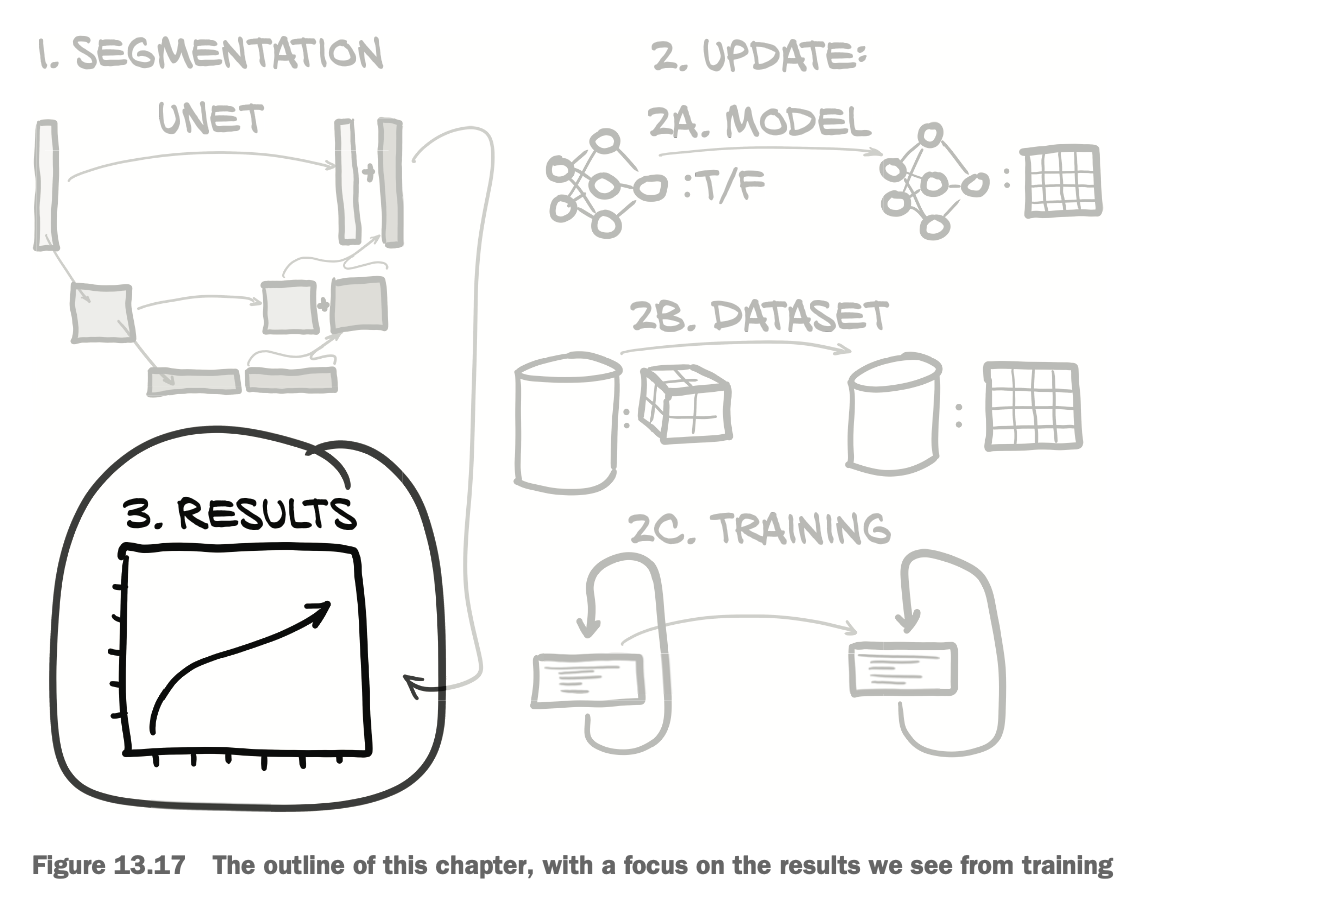 1. SEGMENTATION
UNET
2. UPDATE:
2A. MODEL
:T/F
:
2B. DATASET
:
:
2C. TRAINING
3. RESULTS
Figure 13.17 The outline of this chapter, with a focus on the results we see from training